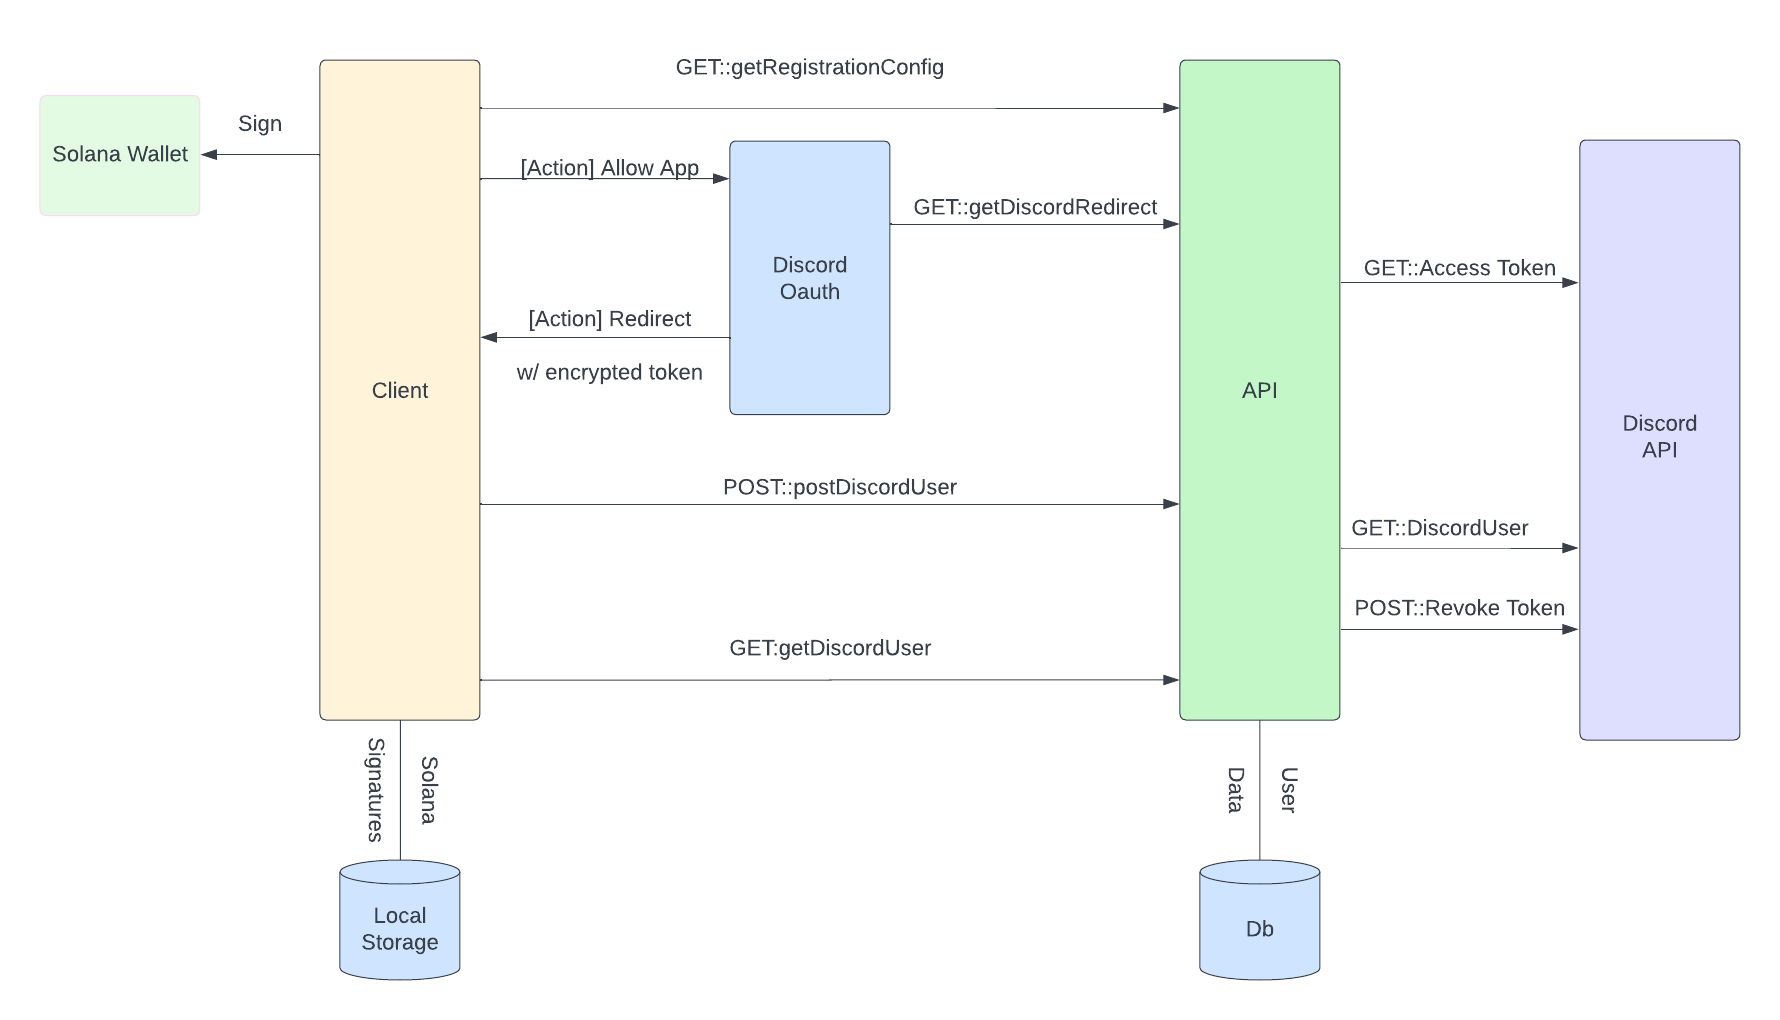 GET::getRegistrationConfig
Sign
Solana Wallet
[Action] Allow App
GET::getDiscordRedirect
Discord
Oauth
GET::Access Token
[Action] Redirect
w/ encrypted token
Client
API
Discord
API
POST::postDiscordUser
GET::DiscordUser
POST::Revoke Token
GET:getDiscordUser
Solana
Signatures
User
Data
Local
Storage
Db